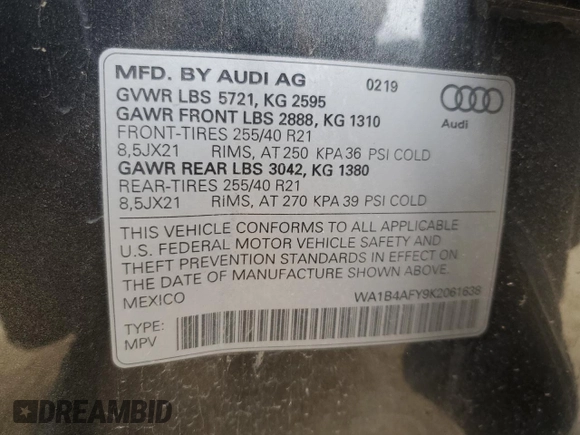 MFD. BY AUDI AG 0219
GVWR LBS 5721, KG 2595
GAWR FRONT LBS 2888, KG 1310
FRONT-TIRES 255/40 R21
8,5JX21 RIMS, AT 250 KPA 36 PSI COLD
GAWR REAR LBS 3042, KG 1380
REAR-TIRES 255/40 R21
8,5JX21 RIMS, AT 270 KPA 39 PSI COLD
Audi
THIS VEHICLE CONFORMS TO ALL APPLICABLE
U.S. FEDERAL MOTOR VEHICLE SAFETY AND
THEFT PREVENTION STANDARDS IN EFFECT ON
THE DATE OF MANUFACTURE SHOWN ABOVE.
MEXICO WA1B4AFY9K2061638
TYPE:
MPV
DREAMBID